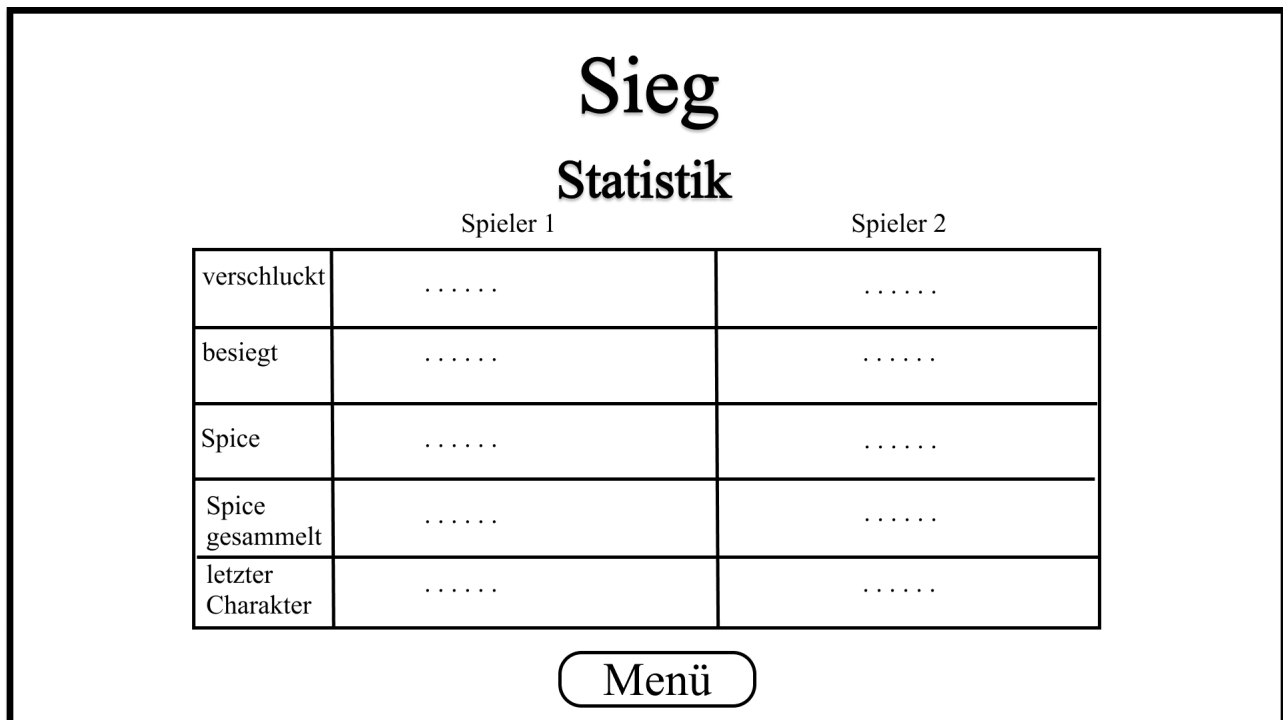 Sieg
Statistik
Spieler 1 Spieler 2
verschluckt . . . . . . . . . . . .
besiegt . . . . . . . . . . . .
Spice . . . . . . . . . . . .
Spice
gesammelt . . . . . . . . . . . .
letzter
Charakter . . . . . . . . . . . .
Menü